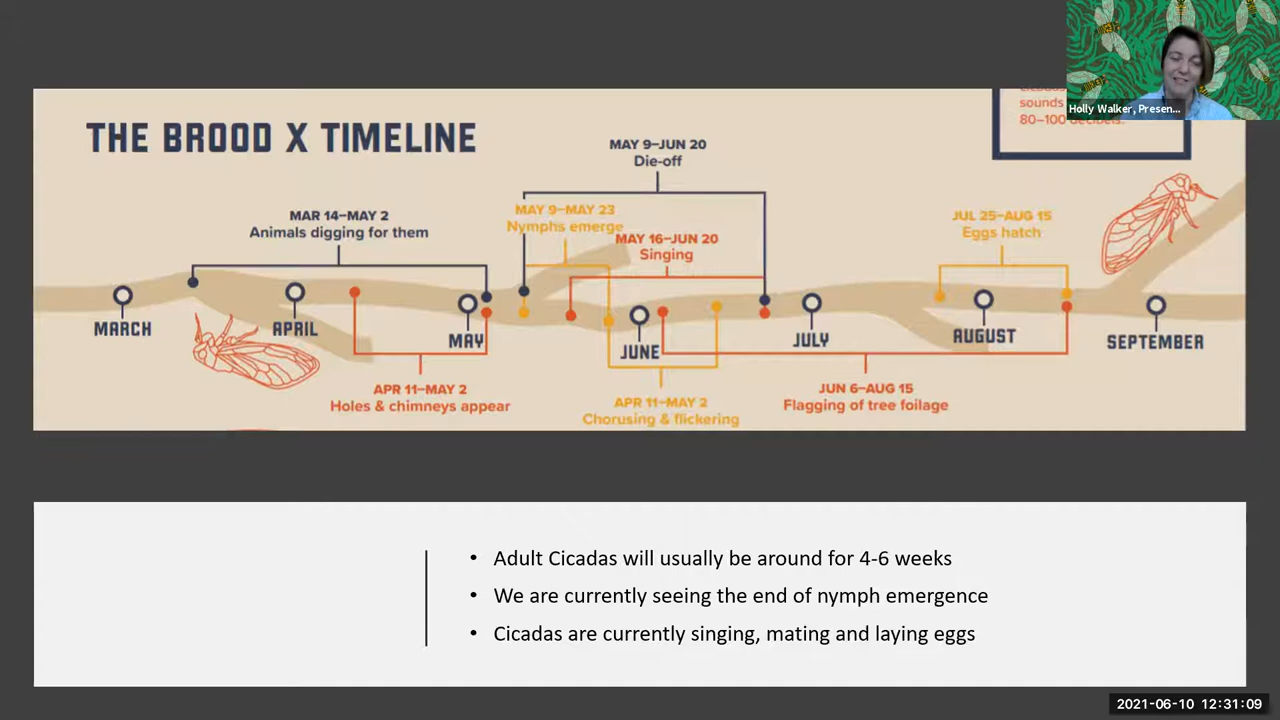 Holly Walker, Presen...
sounds
80–100 decibels.
THE BROOD X TIMELINE
MAY 9–JUN 20
Die-off
MAR 14–MAY 2
Animals digging for them
MAY 9–MAY 23
Nymphs emerge
MAY 16–JUN 20
Singing
JUL 25–AUG 15
Eggs hatch
MARCH
APRIL
MAY
JUNE
JULY
AUGUST
SEPTEMBER
APR 11–MAY 2
Holes & chimneys appear
APR 11–MAY 2
Chorusing & flickering
JUN 6–AUG 15
Flagging of tree foliage
• Adult Cicadas will usually be around for 4-6 weeks
• We are currently seeing the end of nymph emergence
• Cicadas are currently singing, mating and laying eggs
2021-06-10 12:31:09